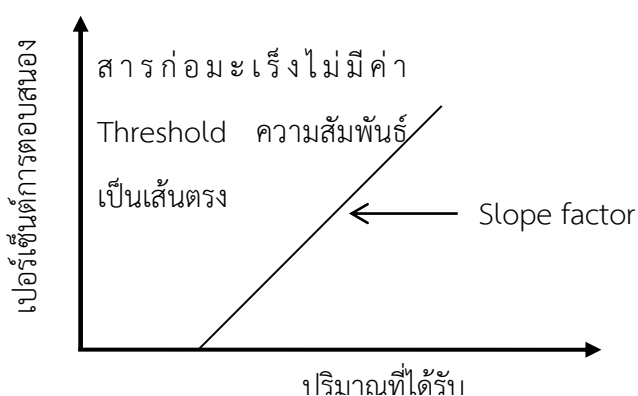 สารก่อมะเร็งไม่มีค่า
Threshold ความสัมพันธ์
เป็นเส้นตรง
Slope factor
เปอร์เซ็นต์การตอบสนอง
ปริมาณที่ได้รับ